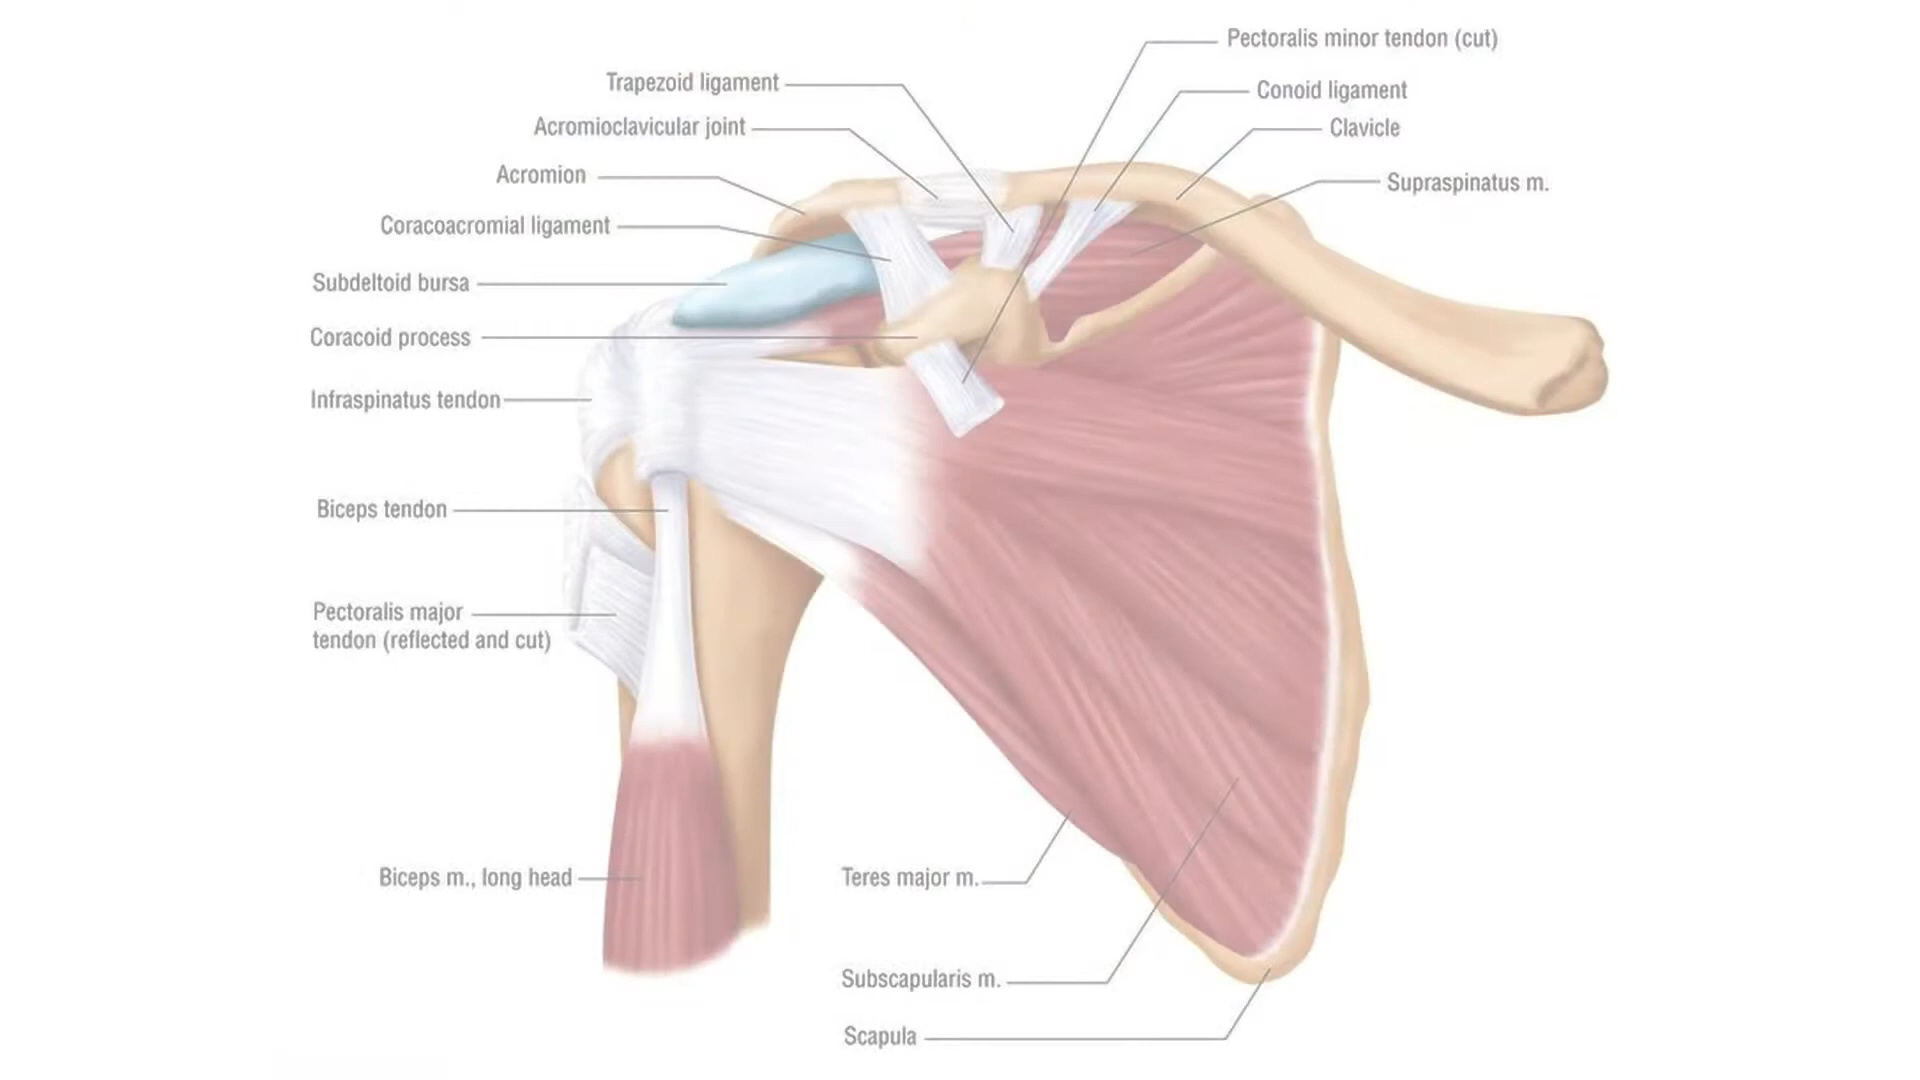 Pectoralis minor tendon (cut)
Trapezoid ligament
Conoid ligament
Acromioclavicular joint
Clavicle
Acromion
Supraspinatus m.
Coracoacromial ligament
Subdeltoid bursa
Coracoid process
Infraspinatus tendon
Biceps tendon
Pectoralis major
tendon (reflected and cut)
Biceps m., long head
Teres major m.
Subscapularis m.
Scapula